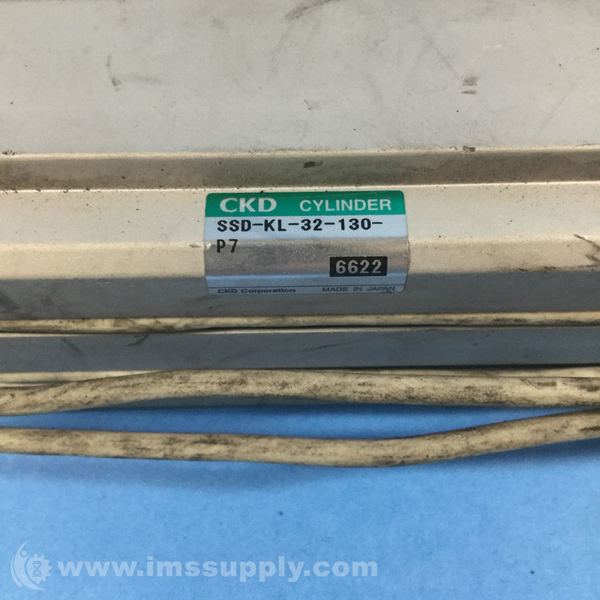 CKD CYLINDER
SSD-KL-32-130-
P7
6622
CKD Corporation MADE IN JAPAN
www.imssupply.com